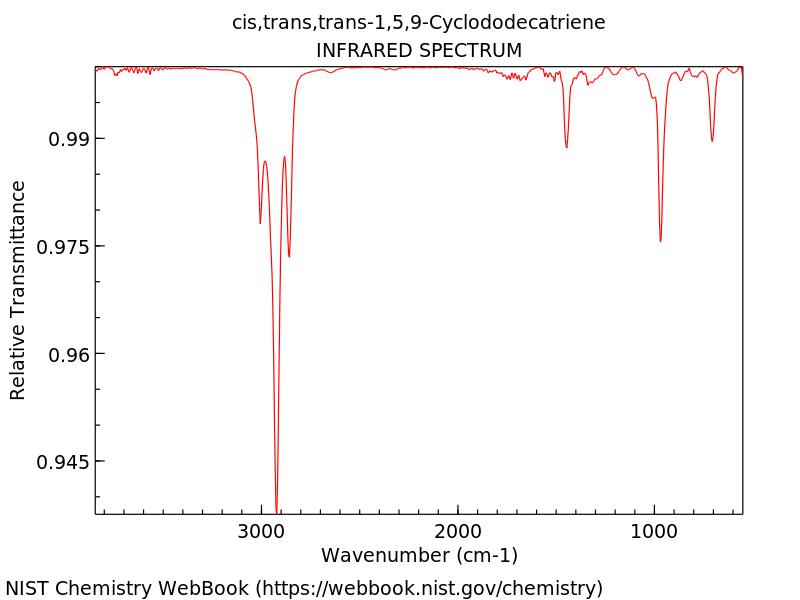 cis,trans,trans-1,5,9-Cyclododecatriene
INFRARED SPECTRUM
0.99
0.975
0.96
0.945
Relative Transmittance
3000 2000 1000
Wavenumber (cm-1)
NIST Chemistry WebBook (https://webbook.nist.gov/chemistry)